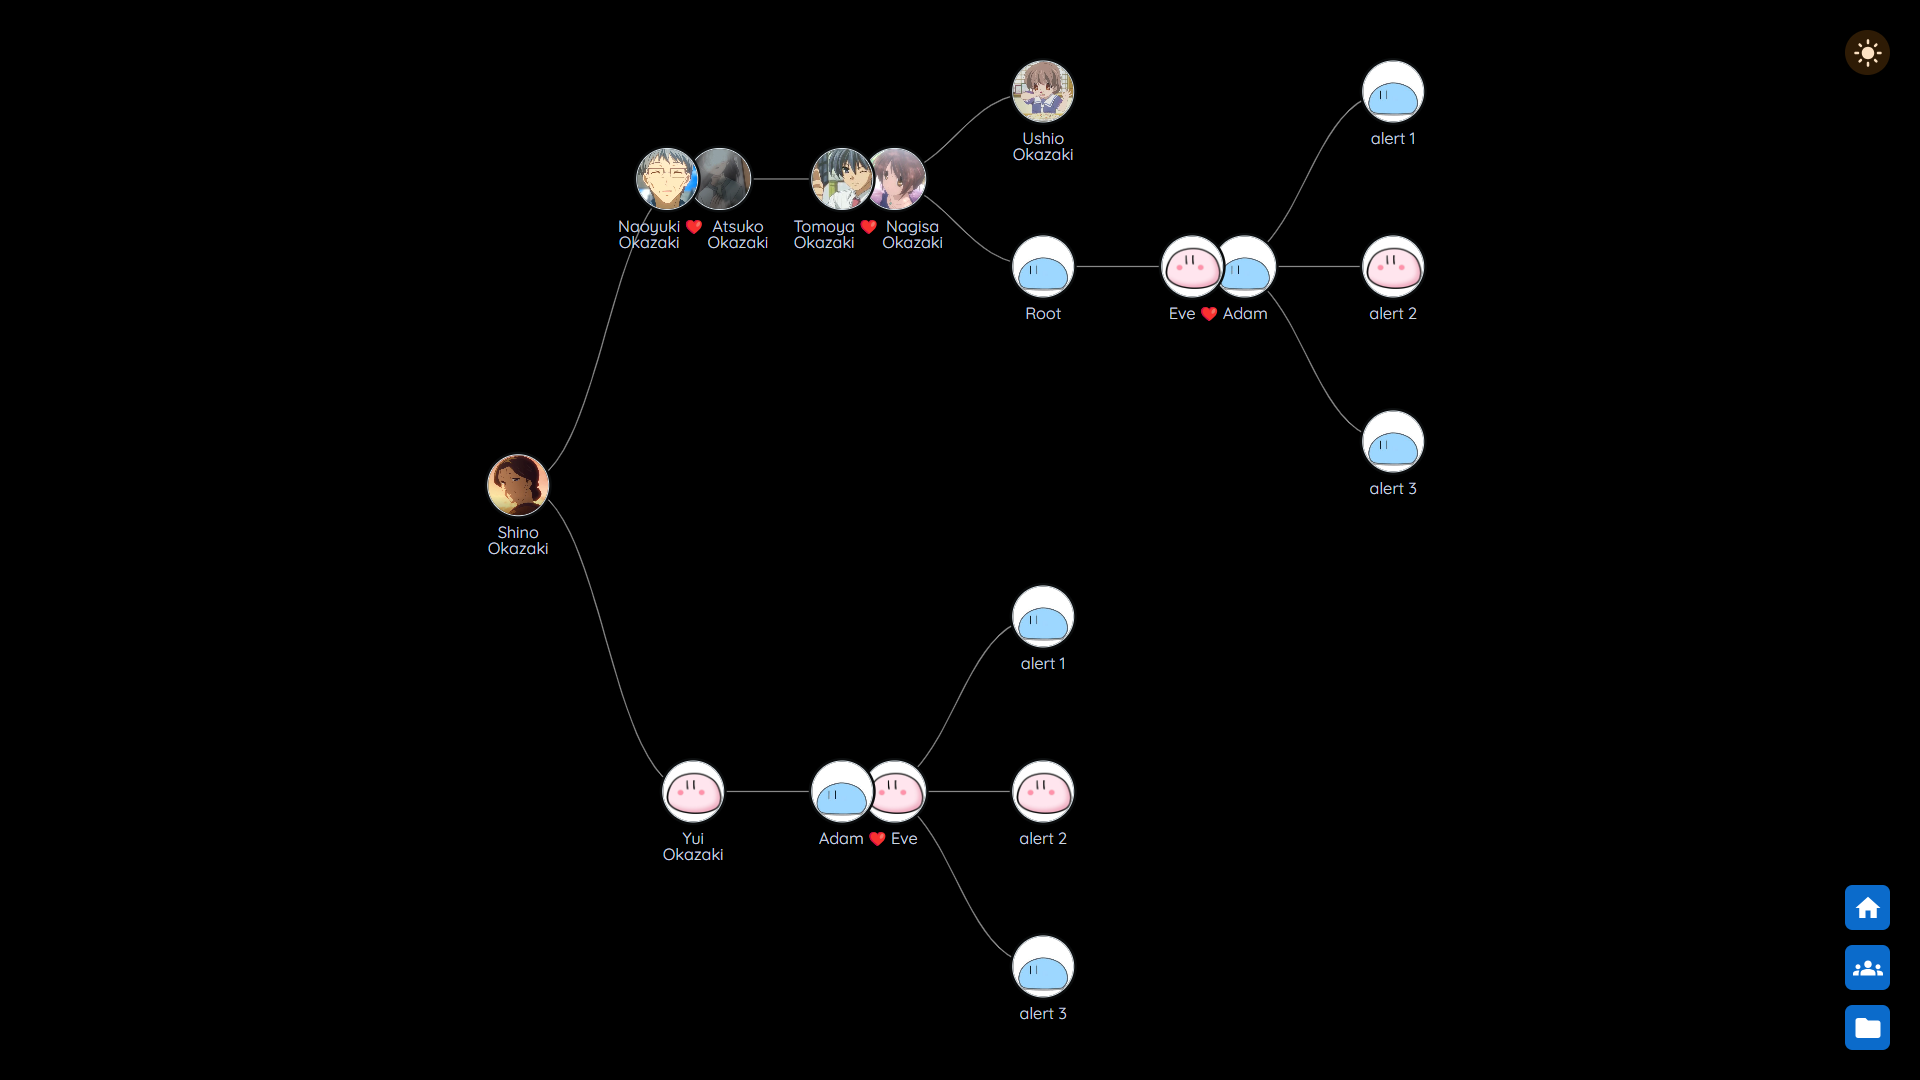 Ushio
Okazaki
alert 1
Naoyuki ❤️ Atsuko
Okazaki Okazaki
Tomoya ❤️ Nagisa
Okazaki Okazaki
Root
Eve ❤️ Adam
alert 2
alert 3
Shino
Okazaki
alert 1
Yui
Okazaki
Adam ❤️ Eve
alert 2
alert 3